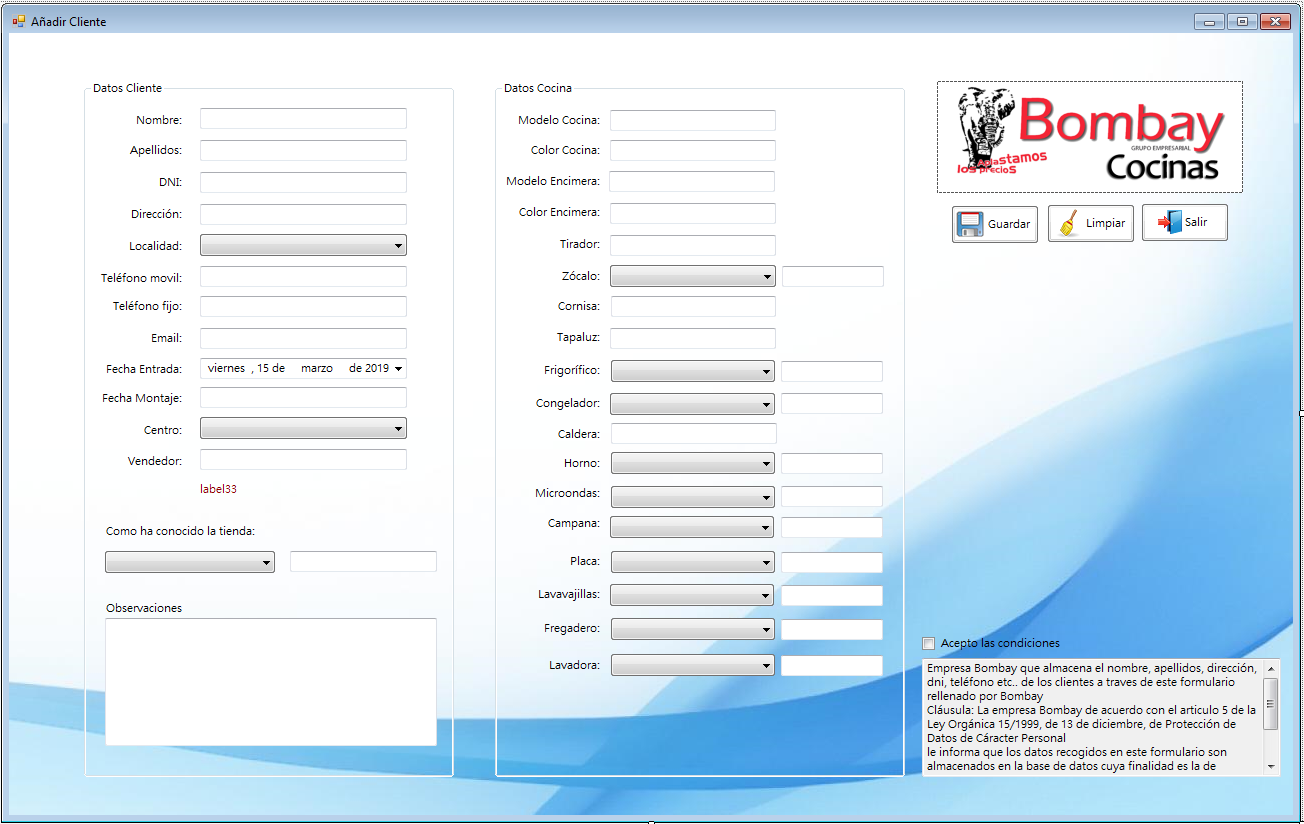 Añadir Cliente
Datos Cliente
Nombre:
Apellidos:
DNI:
Dirección:
Localidad:
Teléfono movil:
Teléfono fijo:
Email:
Fecha Entrada: viernes , 15 de marzo de 2019
Fecha Montaje:
Centro:
Vendedor:
label33
Como ha conocido la tienda:
Observaciones
Datos Cocina
Modelo Cocina:
Color Cocina:
Modelo Encimera:
Color Encimera:
Tirador:
Zócalo:
Cornisa:
Tapaluz:
Frigorífico:
Congelador:
Caldera:
Horno:
Microondas:
Campana:
Placa:
Lavavajillas:
Fregadero:
Lavadora:
Bombay
GRUPO EMPRESARIAL
Cocinas
Aplastamos
los precios
Guardar
Limpiar
Salir
Acepto las condiciones
Empresa Bombay que almacena el nombre, apellidos, dirección,
dni, teléfono etc.. de los clientes a traves de este formulario
rellenado por Bombay
Cláusula: La empresa Bombay de acuerdo con el articulo 5 de la
Ley Orgánica 15/1999, de 13 de diciembre, de Protección de
Datos de Cáracter Personal
le informa que los datos recogidos en este formulario son
almacenados en la base de datos cuya finalidad es la de